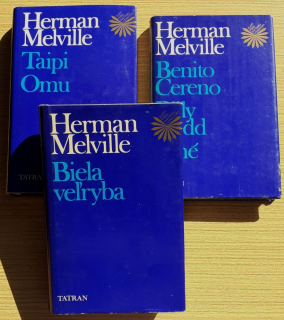 Herman
Melville
Taipi
Omu
TATRAN
Herman
Melville
Benito
Cereno
Herman
Melville
Biela
veľryba
TATRAN